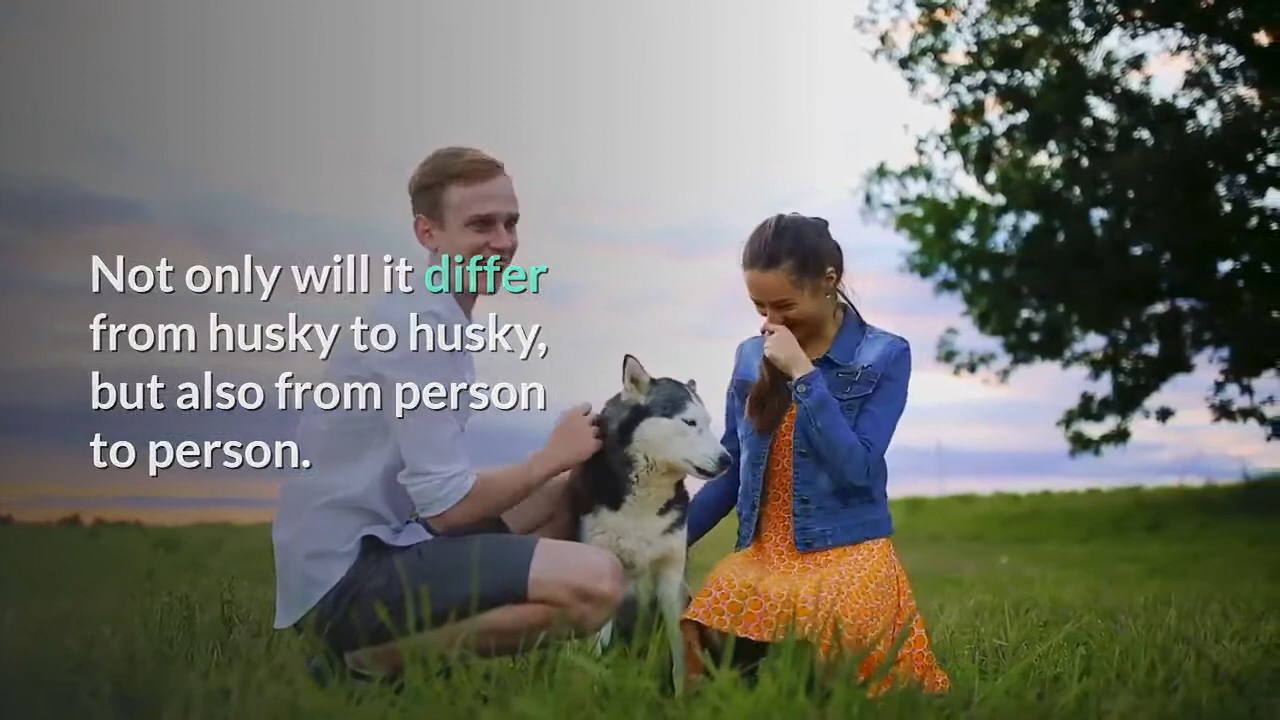 Not only will it differ
from husky to husky,
but also from person
to person.